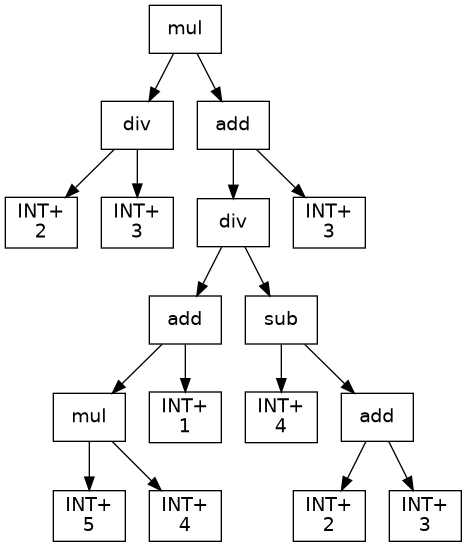 mul
div
add
INT+
2
INT+
3
div
INT+
3
add
sub
mul
INT+
1
INT+
4
add
INT+
5
INT+
4
INT+
2
INT+
3